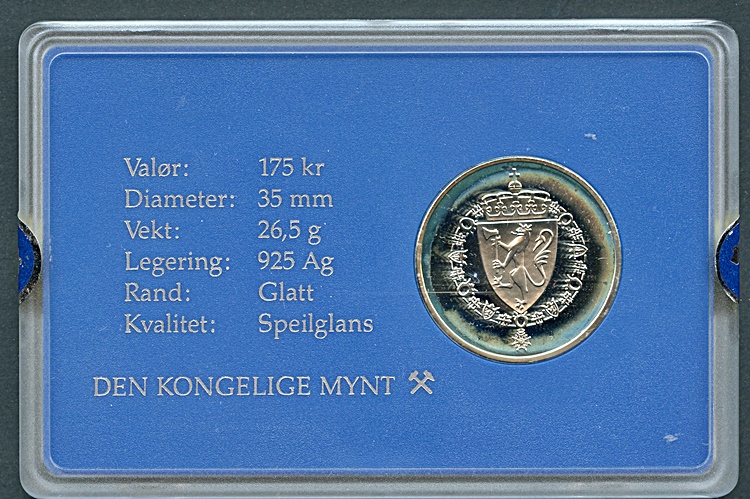 Valør: 175 kr
Diameter: 35 mm
Vekt: 26,5 g
Legering: 925 Ag
Rand: Glatt
Kvalitet: Speilglans
DEN KONGELIGE MYNT